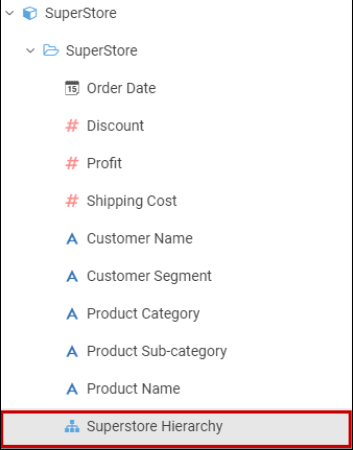 SuperStore
SuperStore
15 Order Date
# Discount
# Profit
# Shipping Cost
A Customer Name
A Customer Segment
A Product Category
A Product Sub-category
A Product Name
Superstore Hierarchy